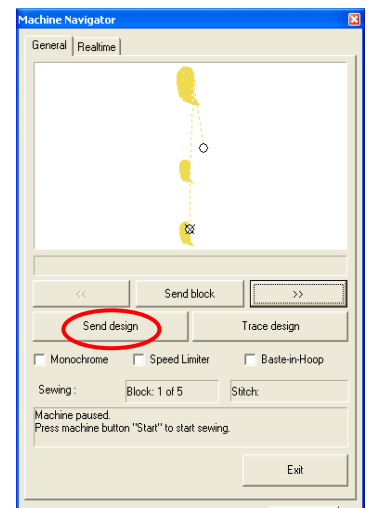 Machine Navigator
General Realtime
<< Send block >>
Send design Trace design
Monochrome Speed Limiter Baste-in-Hoop
Sewing : Block: 1 of 5 Stitch:
Machine paused.
Press machine button "Start" to start sewing.
Exit